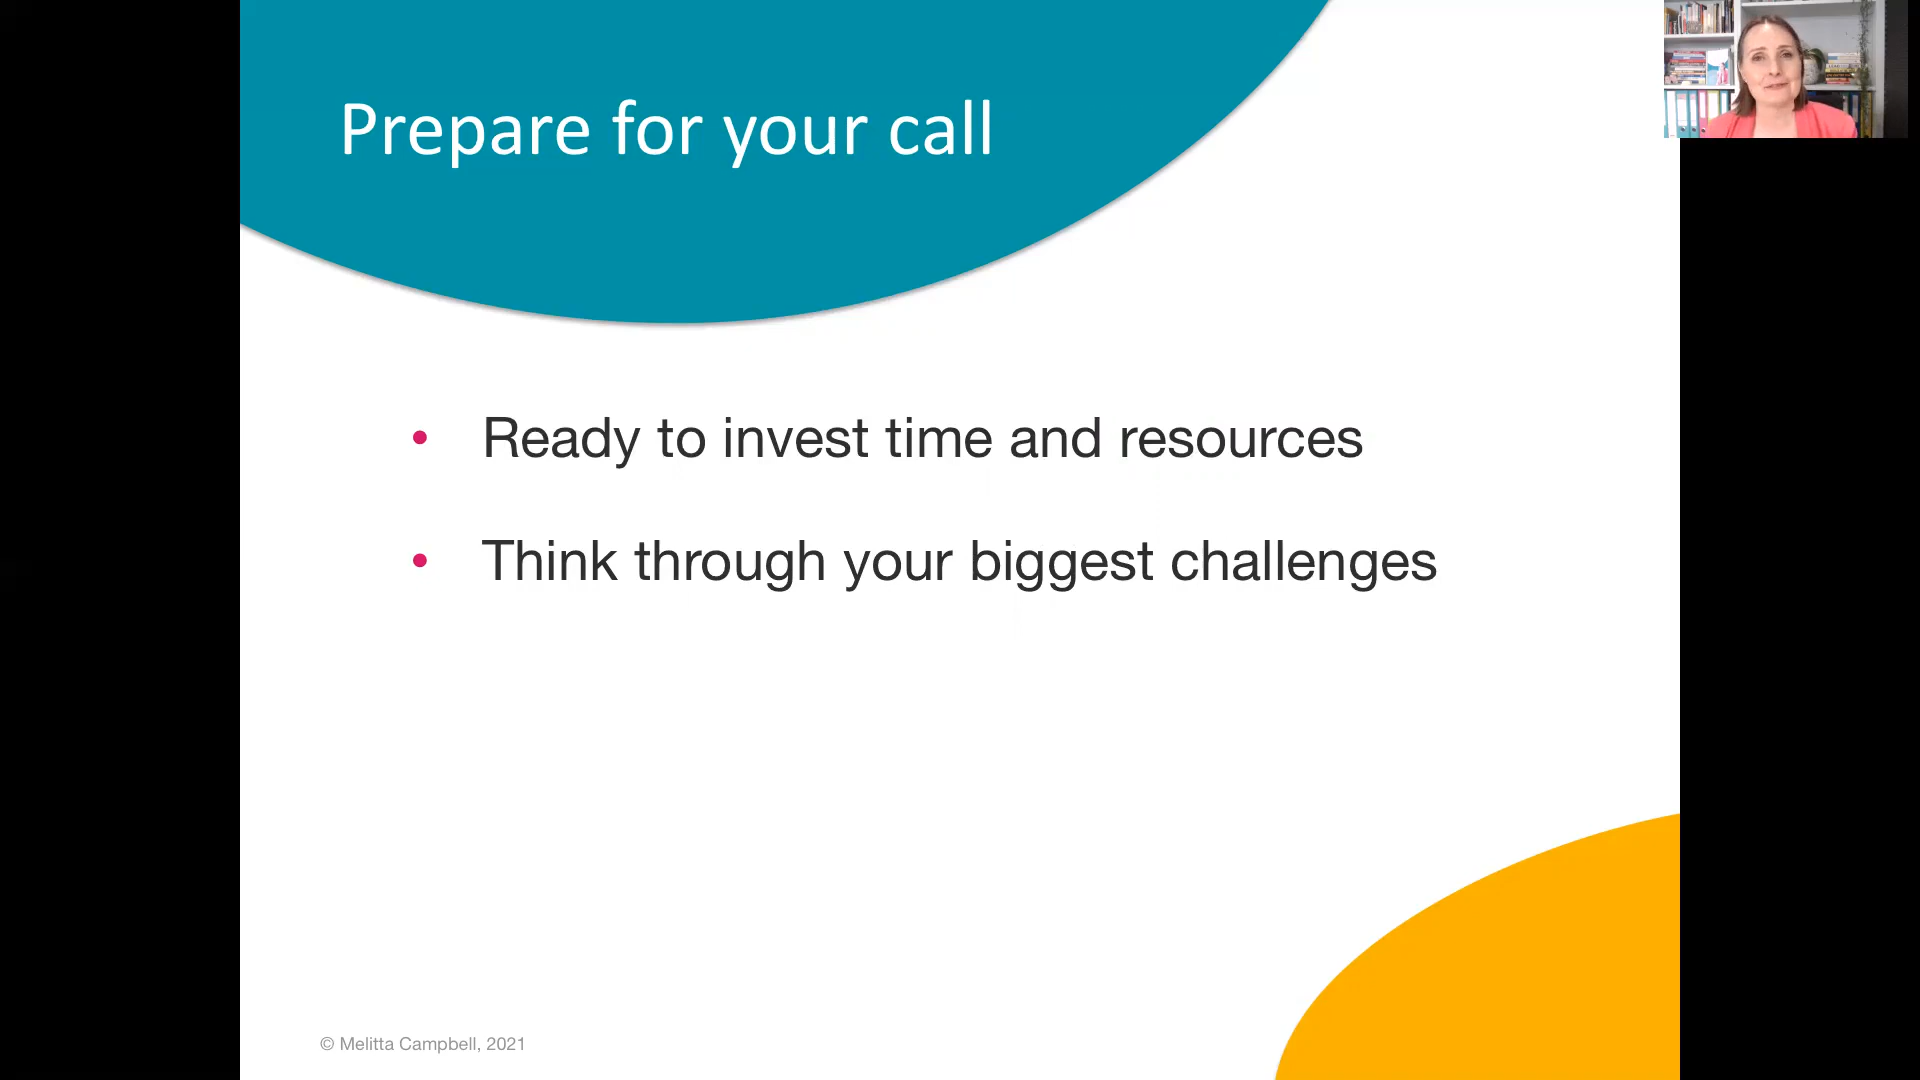 Prepare for your call
• Ready to invest time and resources
• Think through your biggest challenges
© Melitta Campbell, 2021